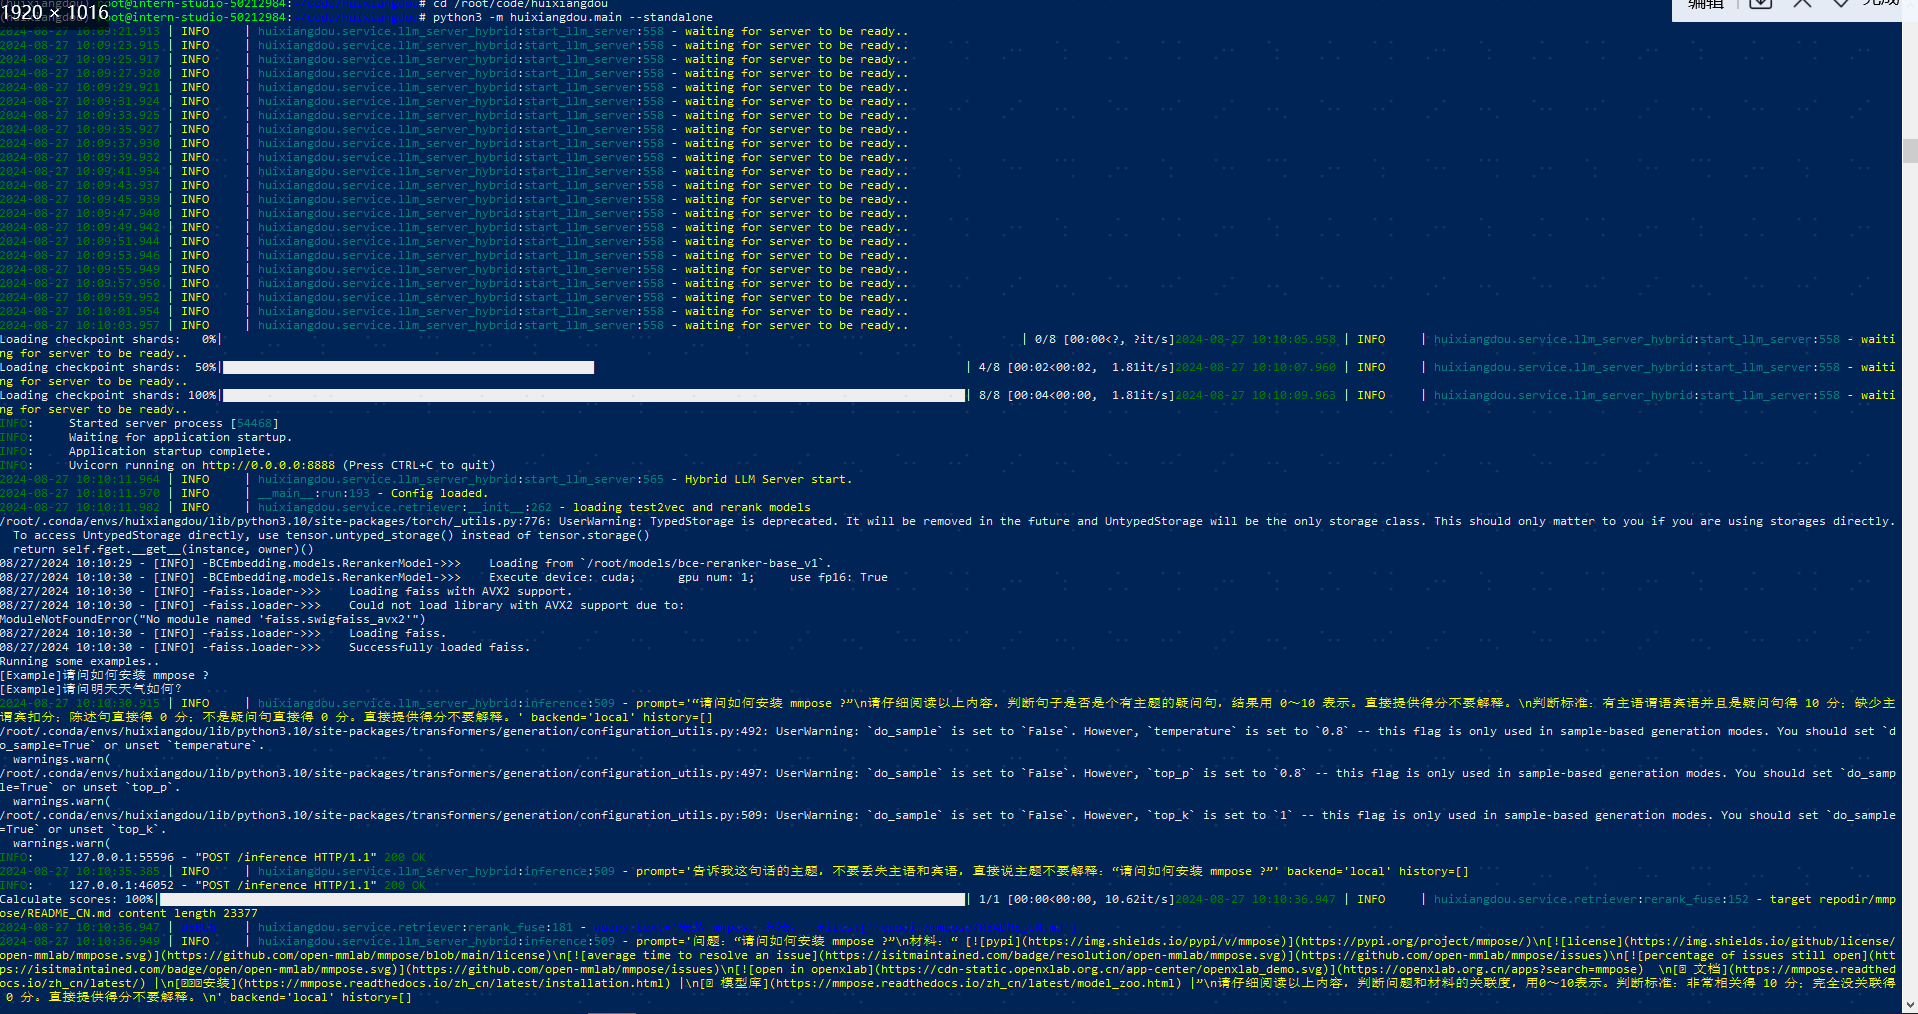 1920 × 1016
编辑
root@intern-studio-50212984:~/code/huixiangdou# cd /root/code/huixiangdou
root@intern-studio-50212984:~/code/huixiangdou# python3 -m huixiangdou.main --standalone
2024-08-27 10:09:21.913 | INFO | huixiangdou.service.llm_server_hybrid:start_llm_server:558 - waiting for server to be ready..
2024-08-27 10:09:23.915 | INFO | huixiangdou.service.llm_server_hybrid:start_llm_server:558 - waiting for server to be ready..
2024-08-27 10:09:25.917 | INFO | huixiangdou.service.llm_server_hybrid:start_llm_server:558 - waiting for server to be ready..
2024-08-27 10:09:27.920 | INFO | huixiangdou.service.llm_server_hybrid:start_llm_server:558 - waiting for server to be ready..
2024-08-27 10:09:29.921 | INFO | huixiangdou.service.llm_server_hybrid:start_llm_server:558 - waiting for server to be ready..
2024-08-27 10:09:31.924 | INFO | huixiangdou.service.llm_server_hybrid:start_llm_server:558 - waiting for server to be ready..
2024-08-27 10:09:33.925 | INFO | huixiangdou.service.llm_server_hybrid:start_llm_server:558 - waiting for server to be ready..
2024-08-27 10:09:35.927 | INFO | huixiangdou.service.llm_server_hybrid:start_llm_server:558 - waiting for server to be ready..
2024-08-27 10:09:37.930 | INFO | huixiangdou.service.llm_server_hybrid:start_llm_server:558 - waiting for server to be ready..
2024-08-27 10:09:39.932 | INFO | huixiangdou.service.llm_server_hybrid:start_llm_server:558 - waiting for server to be ready..
2024-08-27 10:09:41.934 | INFO | huixiangdou.service.llm_server_hybrid:start_llm_server:558 - waiting for server to be ready..
2024-08-27 10:09:43.937 | INFO | huixiangdou.service.llm_server_hybrid:start_llm_server:558 - waiting for server to be ready..
2024-08-27 10:09:45.939 | INFO | huixiangdou.service.llm_server_hybrid:start_llm_server:558 - waiting for server to be ready..
2024-08-27 10:09:47.940 | INFO | huixiangdou.service.llm_server_hybrid:start_llm_server:558 - waiting for server to be ready..
2024-08-27 10:09:49.942 | INFO | huixiangdou.service.llm_server_hybrid:start_llm_server:558 - waiting for server to be ready..
2024-08-27 10:09:51.944 | INFO | huixiangdou.service.llm_server_hybrid:start_llm_server:558 - waiting for server to be ready..
2024-08-27 10:09:53.946 | INFO | huixiangdou.service.llm_server_hybrid:start_llm_server:558 - waiting for server to be ready..
2024-08-27 10:09:55.949 | INFO | huixiangdou.service.llm_server_hybrid:start_llm_server:558 - waiting for server to be ready..
2024-08-27 10:09:57.950 | INFO | huixiangdou.service.llm_server_hybrid:start_llm_server:558 - waiting for server to be ready..
2024-08-27 10:09:59.952 | INFO | huixiangdou.service.llm_server_hybrid:start_llm_server:558 - waiting for server to be ready..
2024-08-27 10:10:01.954 | INFO | huixiangdou.service.llm_server_hybrid:start_llm_server:558 - waiting for server to be ready..
2024-08-27 10:10:03.957 | INFO | huixiangdou.service.llm_server_hybrid:start_llm_server:558 - waiting for server to be ready..
Loading checkpoint shards: 0%| | 0/8 [00:00<?, ?it/s]2024-08-27 10:10:05.958 | INFO | huixiangdou.service.llm_server_hybrid:start_llm_server:558 - waiti
ng for server to be ready..
Loading checkpoint shards: 50%| | 4/8 [00:02<00:02, 1.81it/s]2024-08-27 10:10:07.960 | INFO | huixiangdou.service.llm_server_hybrid:start_llm_server:558 - waiti
ng for server to be ready..
Loading checkpoint shards: 100%| | 8/8 [00:04<00:00, 1.81it/s]2024-08-27 10:10:09.963 | INFO | huixiangdou.service.llm_server_hybrid:start_llm_server:558 - waiti
ng for server to be ready..
INFO: Started server process [54468]
INFO: Waiting for application startup.
INFO: Application startup complete.
INFO: Uvicorn running on http://0.0.0.0:8888 (Press CTRL+C to quit)
2024-08-27 10:10:11.964 | INFO | huixiangdou.service.llm_server_hybrid:start_llm_server:565 - Hybrid LLM Server start.
2024-08-27 10:10:11.970 | INFO | __main__:run:193 - Config loaded.
2024-08-27 10:10:11.982 | INFO | huixiangdou.service.retriever:__init__:262 - loading test2vec and rerank models
/root/.conda/envs/huixiangdou/lib/python3.10/site-packages/torch/_utils.py:776: UserWarning: TypedStorage is deprecated. It will be removed in the future and UntypedStorage will be the only storage class. This should only matter to you if you are using storages directly.
To access UntypedStorage directly, use tensor.untyped_storage() instead of tensor.storage()
return self.fget.__get__(instance, owner)()
08/27/2024 10:10:29 - [INFO] -BCEmbedding.models.RerankerModel->>> Loading from `/root/models/bce-reranker-base_v1`.
08/27/2024 10:10:30 - [INFO] -BCEmbedding.models.RerankerModel->>> Execute device: cuda; gpu num: 1; use fp16: True
08/27/2024 10:10:30 - [INFO] -faiss.loader->>> Loading faiss with AVX2 support.
08/27/2024 10:10:30 - [INFO] -faiss.loader->>> Could not load library with AVX2 support due to:
ModuleNotFoundError("No module named 'faiss.swigfaiss_avx2'")
08/27/2024 10:10:30 - [INFO] -faiss.loader->>> Loading faiss.
08/27/2024 10:10:30 - [INFO] -faiss.loader->>> Successfully loaded faiss.
Running some examples..
[Example]请问如何安装 mmpose ?
[Example]请问明天天气如何?
2024-08-27 10:10:30.915 | INFO | huixiangdou.service.llm_server_hybrid:inference:509 - prompt='“请问如何安装 mmpose ?”\n请仔细阅读以上内容，判断句子是否是个有主题的疑问句，结果用 0～10 表示。直接提供得分不要解释。\n判断标准：有主语谓语宾语并且是疑问句得 10 分；缺少主
谓宾扣分；陈述句直接得 0 分；不是疑问句直接得 0 分。直接提供得分不要解释。' backend='local' history=[]
/root/.conda/envs/huixiangdou/lib/python3.10/site-packages/transformers/generation/configuration_utils.py:492: UserWarning: `do_sample` is set to `False`. However, `temperature` is set to `0.8` -- this flag is only used in sample-based generation modes. You should set `d
o_sample=True` or unset `temperature`.
warnings.warn(
/root/.conda/envs/huixiangdou/lib/python3.10/site-packages/transformers/generation/configuration_utils.py:497: UserWarning: `do_sample` is set to `False`. However, `top_p` is set to `0.8` -- this flag is only used in sample-based generation modes. You should set `do_samp
le=True` or unset `top_p`.
warnings.warn(
/root/.conda/envs/huixiangdou/lib/python3.10/site-packages/transformers/generation/configuration_utils.py:509: UserWarning: `do_sample` is set to `False`. However, `top_k` is set to `1` -- this flag is only used in sample-based generation modes. You should set `do_sample
=True` or unset `top_k`.
warnings.warn(
INFO: 127.0.0.1:55596 - "POST /inference HTTP/1.1" 200 OK
2024-08-27 10:10:35.385 | INFO | huixiangdou.service.llm_server_hybrid:inference:509 - prompt='告诉我这句话的主题，不要丢失主语和宾语，直接说主题不要解释：“请问如何安装 mmpose ?”' backend='local' history=[]
INFO: 127.0.0.1:46052 - "POST /inference HTTP/1.1" 200 OK
Calculate scores: 100%| | 1/1 [00:00<00:00, 10.62it/s]2024-08-27 10:10:36.947 | INFO | huixiangdou.service.retriever:rerank_fuse:152 - target repodir/mmp
ose/README_CN.md content length 23377
2024-08-27 10:10:36.947 | DEBUG | huixiangdou.service.retriever:rerank_fuse:181 -
2024-08-27 10:10:36.949 | INFO | huixiangdou.service.llm_server_hybrid:inference:509 - prompt='问题：“请问如何安装 mmpose ?”\n材料：“ [![pypi](https://img.shields.io/pypi/v/mmpose)](https://pypi.org/project/mmpose/)\n[![license](https://img.shields.io/github/license/
open-mmlab/mmpose.svg)](https://github.com/open-mmlab/mmpose/blob/main/license)\n[![average time to resolve an issue](https://isitmaintained.com/badge/resolution/open-mmlab/mmpose.svg)](https://github.com/open-mmlab/mmpose/issues)\n[![percentage of issues still open](htt
ps://isitmaintained.com/badge/open/open-mmlab/mmpose.svg)](https://github.com/open-mmlab/mmpose/issues)\n[![open in openxlab](https://cdn-static.openxlab.org.cn/app-center/openxlab_demo.svg)](https://openxlab.org.cn/apps?search=mmpose) \n[ 文档](https://mmpose.readthed
ocs.io/zh_cn/latest/) |\n[安装](https://mmpose.readthedocs.io/zh_cn/latest/installation.html) |\n[ 模型库](https://mmpose.readthedocs.io/zh_cn/latest/model_zoo.html) |”\n请仔细阅读以上内容，判断问题和材料的关联度，用0～10表示。判断标准：非常相关得 10 分；完全没关联得
0 分。直接提供得分不要解释。\n' backend='local' history=[]